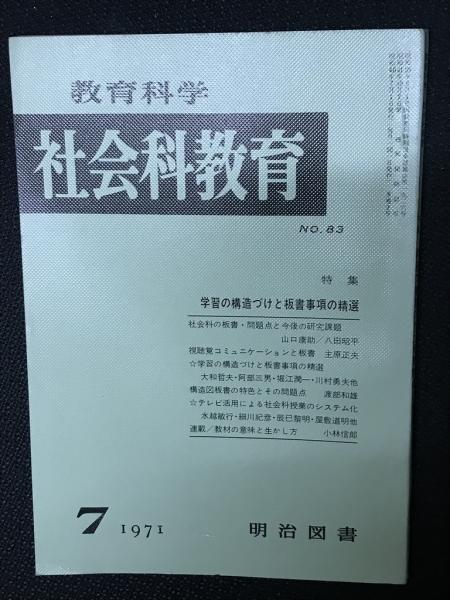 教育科学
社会科教育
NO.83
特集
学習の構造づけと板書事項の精選
社会科の板書・問題点と今後の研究課題
山口康助／八田昭平
視聴覚コミュニケーションと板書 主原正夫
☆学習の構造づけと板書事項の精選
大和哲夫・阿部三男・堀江潤一・川村勇夫他
構造図板書の特色とその問題点 渡部和雄
☆テレビ活用による社会科授業のシステム化
水越敏行・細川紀彦・辰巳黎明・屋敷道明他
連載／教材の意味と生かし方 小林信郎
7 1971 明治図書